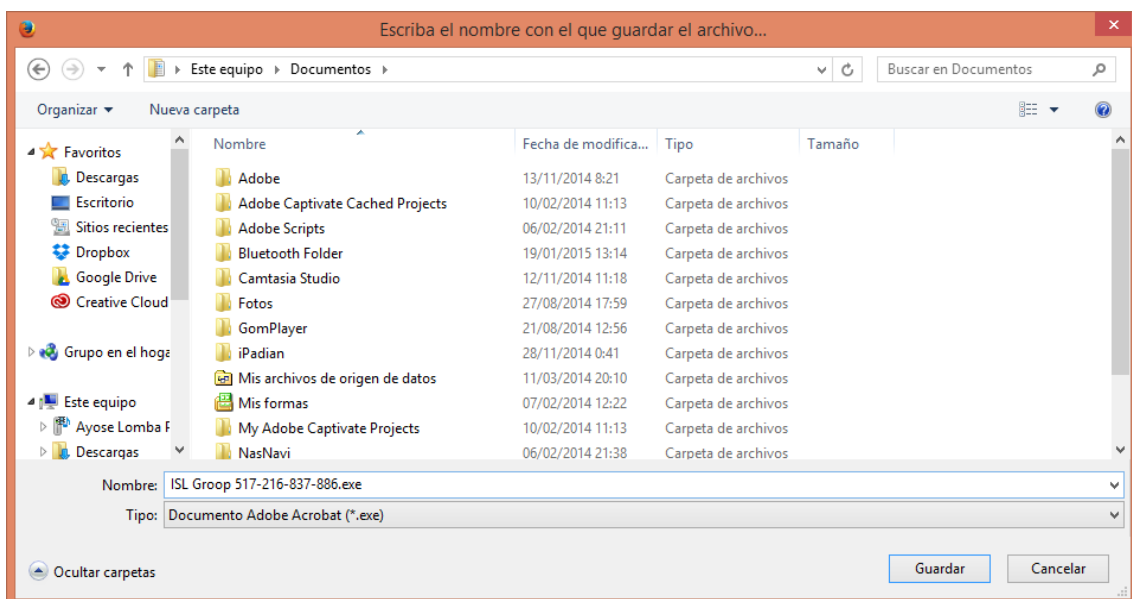 Escriba el nombre con el que guardar el archivo...
Este equipo Documentos Buscar en Documentos
Organizar Nueva carpeta
Nombre Fecha de modifica... Tipo Tamaño
Favoritos
Descargas Adobe 13/11/2014 8:21 Carpeta de archivos
Escritorio Adobe Captivate Cached Projects 10/02/2014 11:13 Carpeta de archivos
Sitios recientes Adobe Scripts 06/02/2014 21:11 Carpeta de archivos
Dropbox Bluetooth Folder 19/01/2015 13:14 Carpeta de archivos
Google Drive Camtasia Studio 12/11/2014 11:18 Carpeta de archivos
Creative Cloud Fotos 27/08/2014 17:59 Carpeta de archivos
GomPlayer 21/08/2014 12:56 Carpeta de archivos
Grupo en el hoga iPadian 28/11/2014 0:41 Carpeta de archivos
Mis archivos de origen de datos 11/03/2014 20:10 Carpeta de archivos
Este equipo Mis formas 07/02/2014 12:22 Carpeta de archivos
Ayose Lomba P My Adobe Captivate Projects 10/02/2014 11:13 Carpeta de archivos
Descargas NasNavi 06/02/2014 21:38 Carpeta de archivos
Nombre: ISL Groop 517-216-837-886.exe
Tipo: Documento Adobe Acrobat (*.exe)
Ocultar carpetas Guardar Cancelar